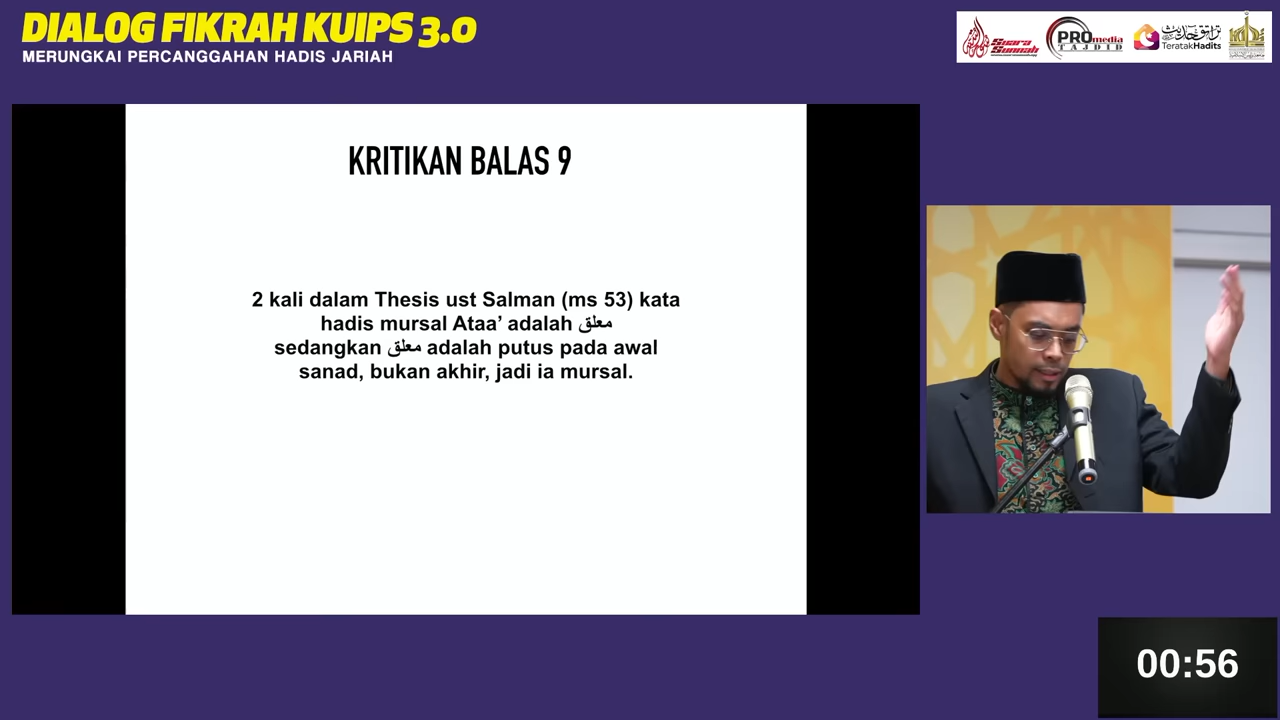 DIALOG FIKRAH KUIPS 3.0
MERUNGKAI PERCANGGAHAN HADIS JARIAH
Suara Sunnah
PROmedia
TAJDID
TeratakHadits
KRITIKAN BALAS 9
2 kali dalam Thesis ust Salman (ms 53) kata
hadis mursal Ataa’ adalah معلق
sedangkan معلق adalah putus pada awal
sanad, bukan akhir, jadi ia mursal.
00:56